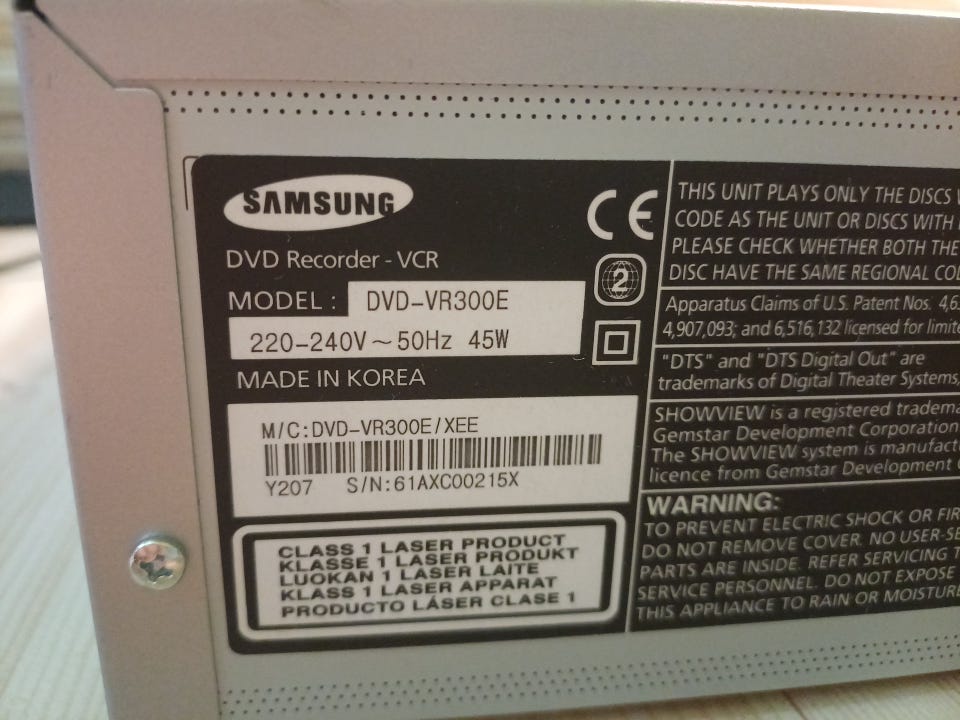 SAMSUNG
DVD Recorder - VCR
MODEL : DVD-VR300E
220-240V ~ 50Hz 45W
MADE IN KOREA
M/C:DVD-VR300E/XEE
Y207 S/N:61AXC00215X
CLASS 1 LASER PRODUCT
KLASSE 1 LASER PRODUKT
LUOKAN 1 LASER LAITE
KLASS 1 LASER APPARAT
PRODUCTO LÁSER CLASE 1
CE
2
THIS UNIT PLAYS ONLY THE DISCS
CODE AS THE UNIT OR DISCS WITH
PLEASE CHECK WHETHER BOTH THE
DISC HAVE THE SAME REGIONAL
Apparatus Claims of U.S. Patent Nos.
4,907,093; and 6,516,132 licensed for
"DTS" and "DTS Digital Out" are
trademarks of Digital Theater Systems,
SHOWVIEW is a registered
Gemstar Development Corporation
The SHOWVIEW system is
licence from Gemstar Development
WARNING:
TO PREVENT ELECTRIC SHOCK OR
DO NOT REMOVE COVER. NO
PARTS ARE INSIDE. REFER SERVICING
SERVICE PERSONNEL. DO NOT EXPOSE
THIS APPLIANCE TO RAIN OR